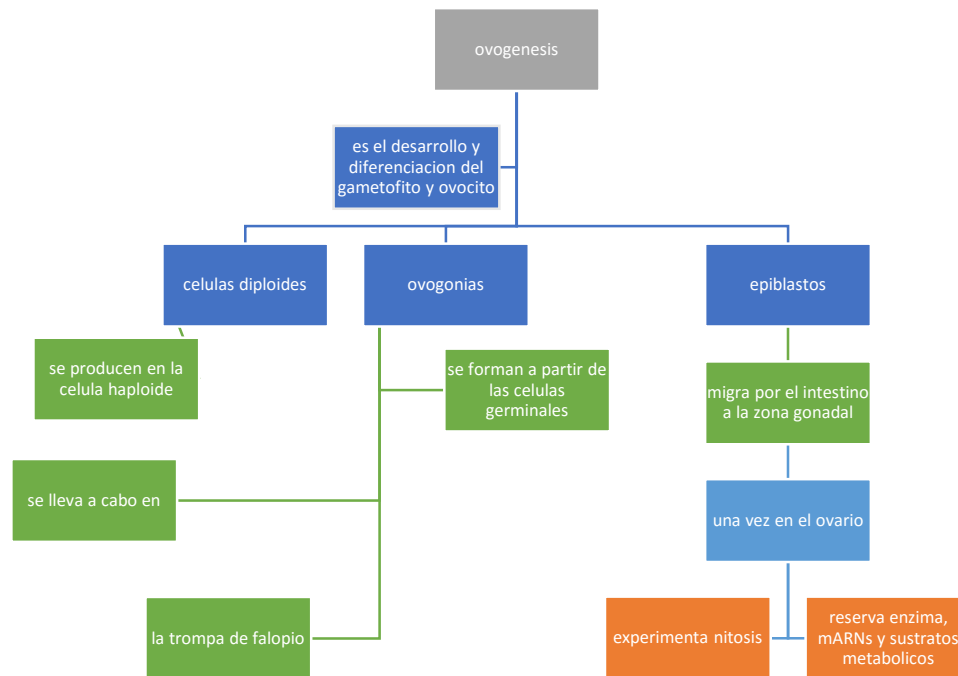 ovogenesis
es el desarrollo y
diferenciacion del
gametofito y ovocito
celulas diploides
ovogonias
epiblastos
se producen en la
celula haploide
se forman a partir de
las celulas
germinales
migra por el intestino
a la zona gonadal
se lleva a cabo en
una vez en el ovario
la trompa de falopio
experimenta nitosis
reserva enzima,
mARNs y sustratos
metabolicos